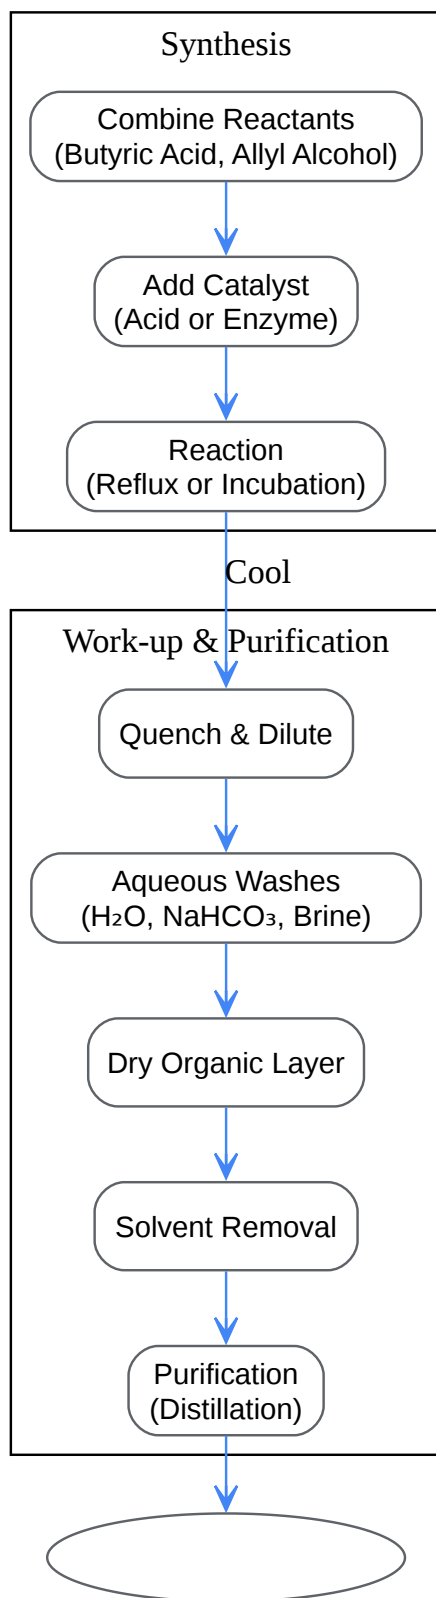 Synthesis
Combine Reactants
(Butyric Acid, Allyl Alcohol)
Add Catalyst
(Acid or Enzyme)
Reaction
(Reflux or Incubation)
Cool
Work-up & Purification
Quench & Dilute
Aqueous Washes
(H₂O, NaHCO₃, Brine)
Dry Organic Layer
Solvent Removal
Purification
(Distillation)